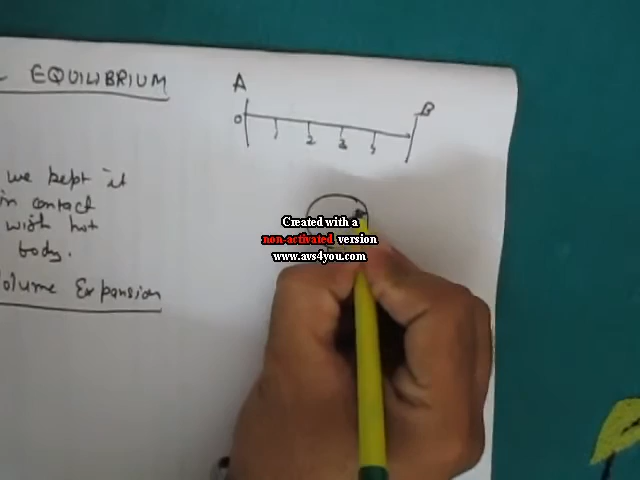 EQUILIBRIUM
we kept it
in contact
with hot
body.
Volume Expansion
A
B
0 1 2 3 4
Created with a
non-activated version
www.avs4you.com